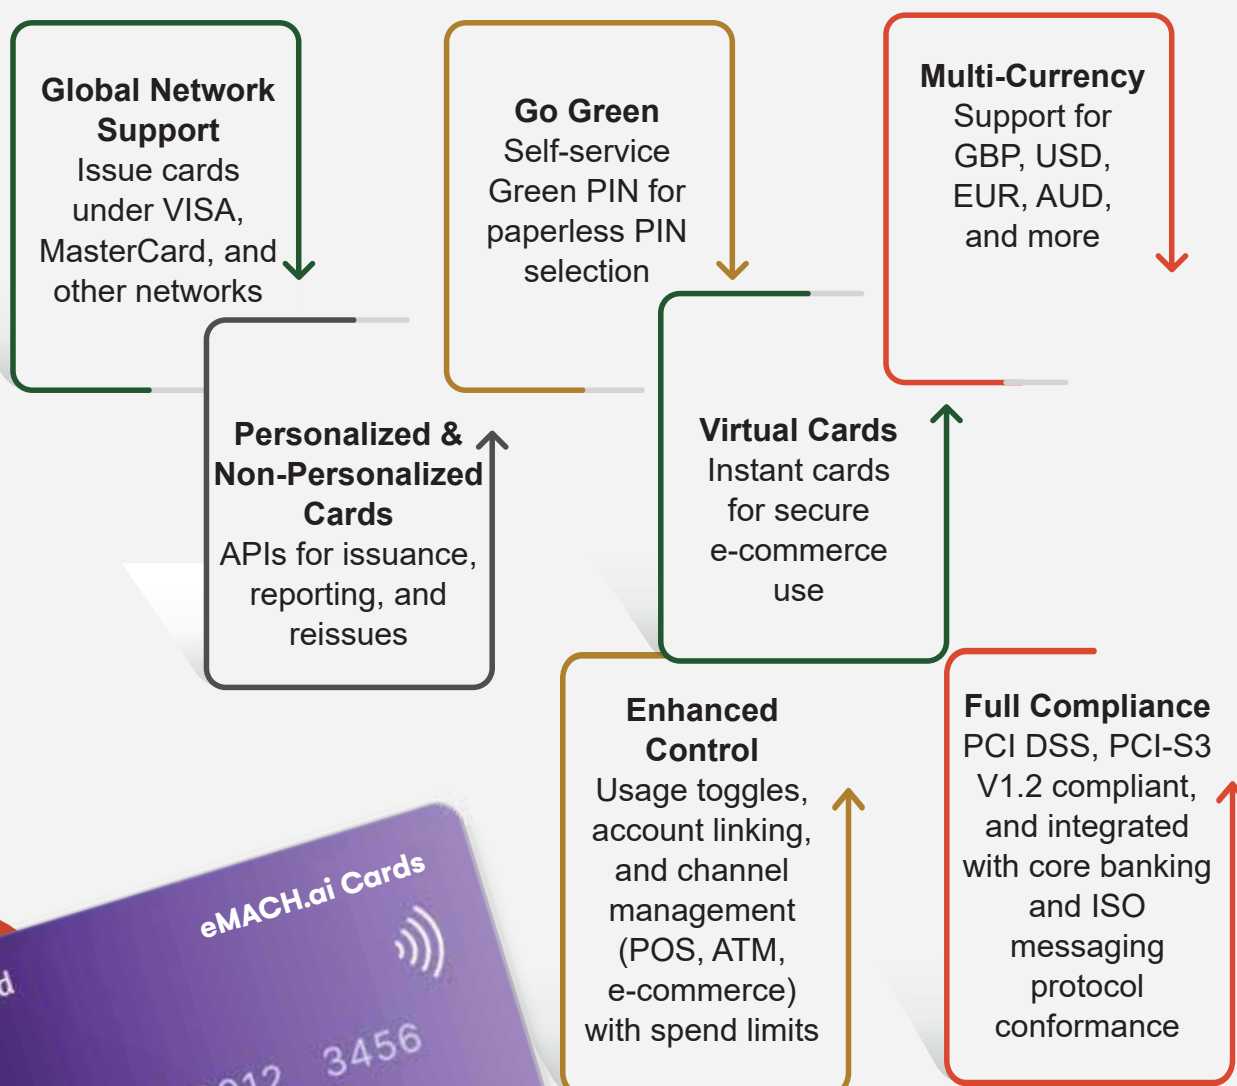 Global Network
Support
Issue cards
under VISA,
MasterCard, and
other networks
Go Green
Self-service
Green PIN for
paperless PIN
selection
Multi-Currency
Support for
GBP, USD,
EUR, AUD,
and more
Personalized &
Non-Personalized
Cards
APIs for issuance,
reporting, and
reissues
Virtual Cards
Instant cards
for secure
e-commerce
use
Enhanced
Control
Usage toggles,
account linking,
and channel
management
(POS, ATM,
e-commerce)
with spend limits
Full Compliance
PCI DSS, PCI-S3
V1.2 compliant,
and integrated
with core banking
and ISO
messaging
protocol
conformance
eMACH.ai Cards
3456